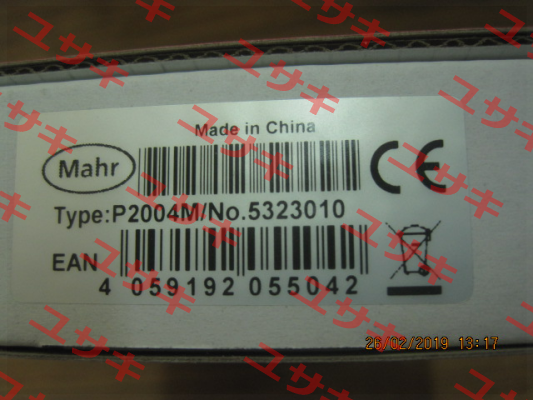 Made in China
Mahr
CE
Type:P2004M/No.5323010
EAN
4 059192 055042
26/02/2019 13:17
ユサキ